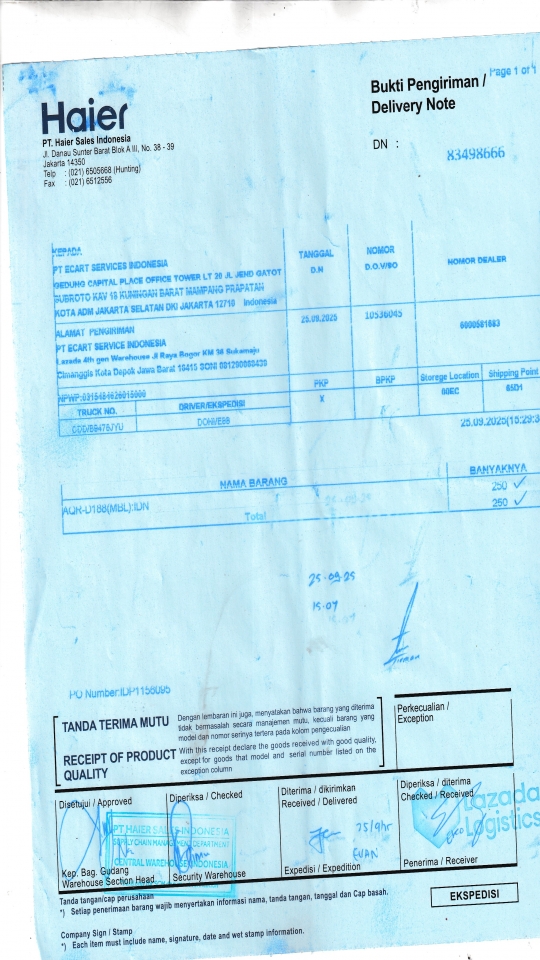 Page 1 of 1
Haier
Bukti Pengiriman /
Delivery Note
PT. Haier Sales Indonesia
Jl. Danau Sunter Barat Blok A III, No. 38 - 39
Jakarta 14350
Telp : (021) 6505668 (Hunting)
Fax : (021) 6512556
DN : 83498666
KEPADA
PT ECART SERVICES INDONESIA
GEDUNG CAPITAL PLACE OFFICE TOWER LT 20 JL JEND GATOT
SUBROTO KAV 18 KUNINGAN BARAT MAMPANG PRAPATAN
KOTA ADM JAKARTA SELATAN DKI JAKARTA 12710 Indonesia
TANGGAL
D.N
NOMOR
D.O.V/SO
NOMOR DEALER
25.09.2025
10536045
ALAMAT PENGIRIMAN
PT ECART SERVICE INDONESIA
Lazada 4th gen Warehouse Jl Raya Bogor KM 36 Sukamaju
Cimanggis Kota Depok Jawa Barat 16415
PKP
BPKP
Storage Location
Shipping Point
X
00EC
85D1
TRUCK NO.
DRIVER/EKSPEDISI
25.09.2025(15:29:3
NAMA BARANG
BANYAKNYA
AQR-D188(MBL):IDN
250 ✓
Total
250 ✓
25-09-25
25-09-25
15.07
15.07
PO Number:IDP1156095
TANDA TERIMA MUTU
Dengan lembaran ini juga, menyatakan bahwa barang yang diterima
tidak bermasalah secara manajemen mutu, kecuali barang yang
model dan nomor serinya tertera pada kolom pengecualian
RECEIPT OF PRODUCT
QUALITY
With this receipt declare the goods received with good quality,
except for goods that model and serial number listed on the
exception column
Perkecualian /
Exception
Disetujui / Approved
Diperiksa / Checked
Diterima / dikirimkan
Received / Delivered
Diperiksa / diterima
Checked / Received
PT HAIER SALES INDONESIA
SUPPLY CHAIN MANAGEMENT DEPARTMENT
CENTRAL WAREHOUSE INDONESIA
EVAN
Lazada
Logistics
Kep. Bag. Gudang
Warehouse Section Head
Security Warehouse
Expedisi / Expedition
Penerima / Receiver
Tanda tangan/cap perusahaan
*) Setiap penerimaan barang wajib menyertakan informasi nama, tanda tangan, tanggal dan Cap basah.
EKSPEDISI
Company Sign / Stamp
*) Each item must include name, signature, date and wet stamp information.